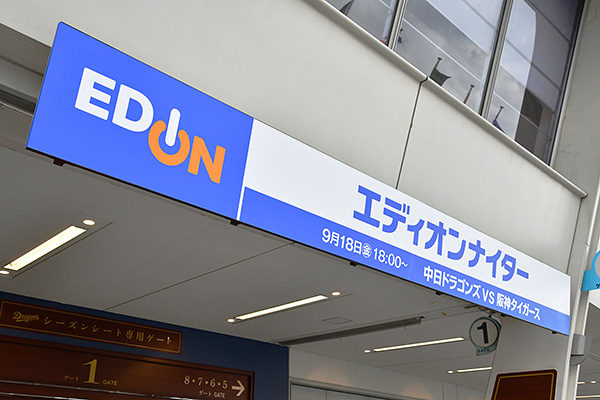 EDION
エディオンナイター
9月18日㊎ 18:00~
中日ドラゴンズ VS 阪神タイガース
1
Dragons シーズンシート専用ゲート
ゲート 1 GATE
8・7・6・5 →
ゲート GATE